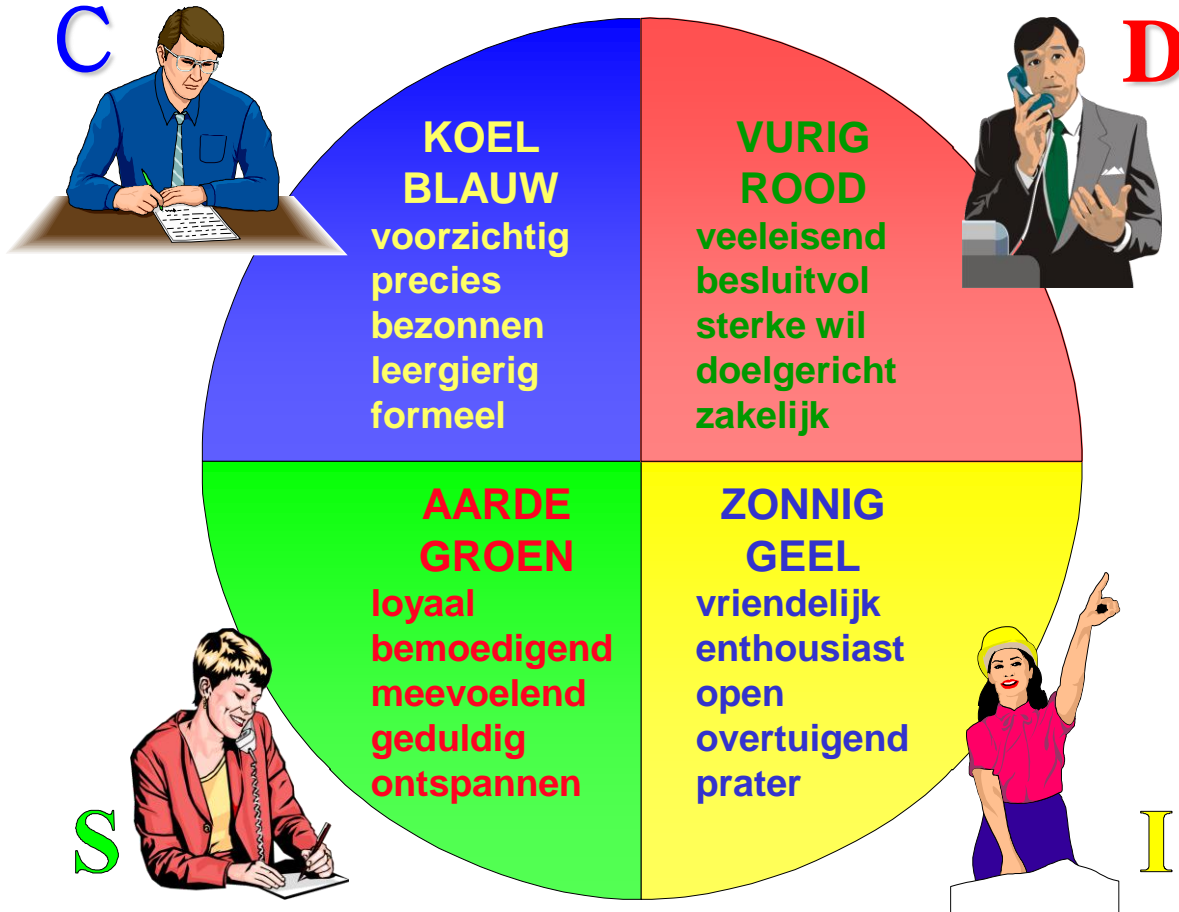 C
KOEL
BLAUW
voorzichtig
precies
bezonnen
leergierig
formeel
D
VURIG
ROOD
veeleisend
besluitvol
sterke wil
doelgericht
zakelijk
S
AARDE
GROEN
loyaal
bemoedigend
meevoelend
geduldig
ontspannen
I
ZONNIG
GEEL
vriendelijk
enthousiast
open
overtuigend
prater